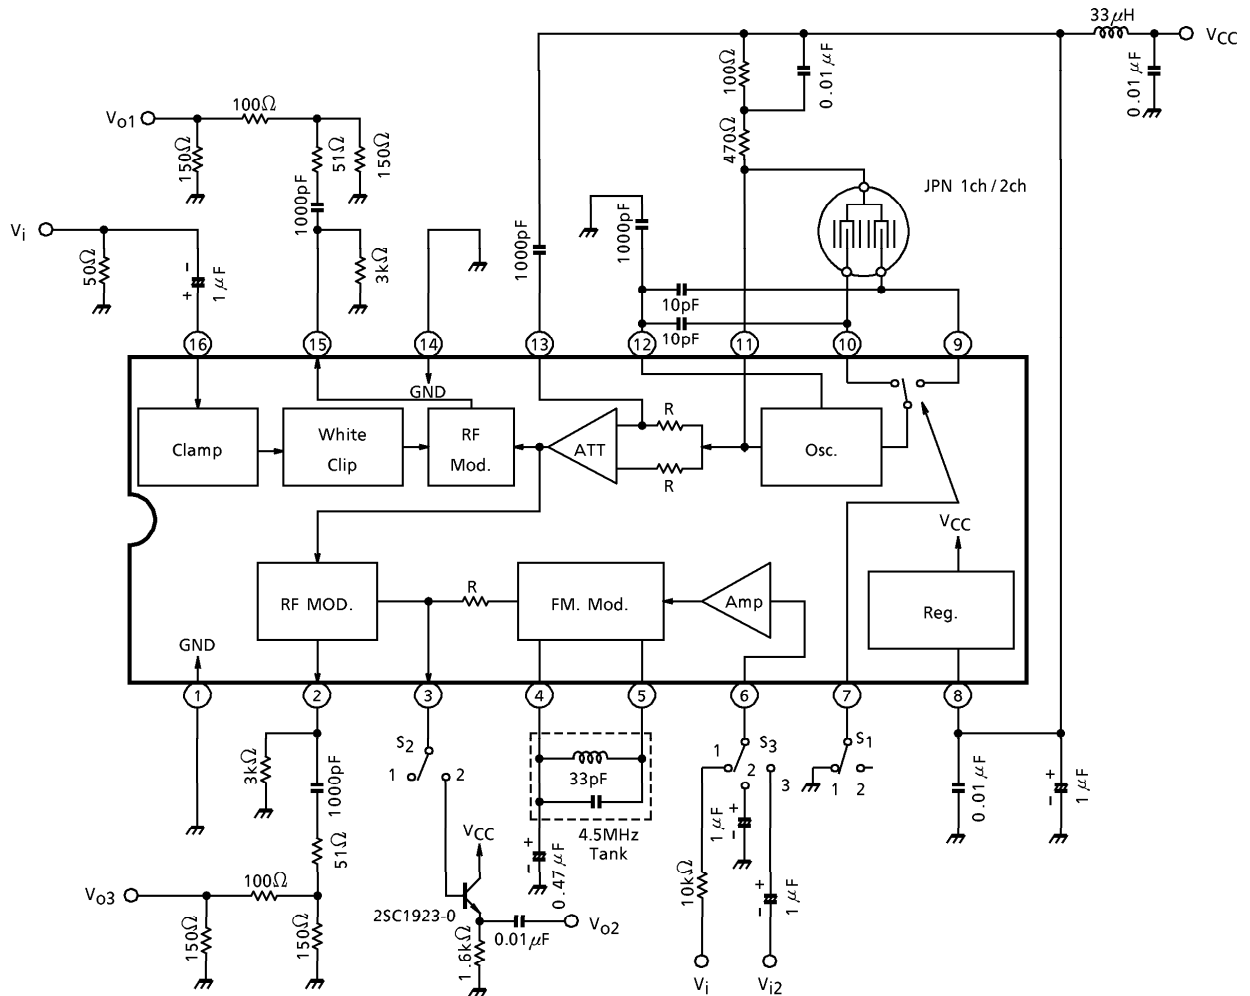 33μH
VCC
100Ω
0.01μF
0.01μF
Vo1
100Ω
150Ω
51Ω
150Ω
470Ω
JPN 1ch/2ch
1000pF
Vi
50Ω
-
+
1μF
3kΩ
1000pF
1000pF
10pF
10pF
16
15
14
13
12
11
10
9
GND
Clamp
White
Clip
RF
Mod.
ATT
R
R
Osc.
VCC
RF MOD.
R
FM. Mod.
Amp
Reg.
GND
1
2
3
4
5
6
7
8
3kΩ
1000pF
S2
1
2
33pF
4.5MHz
Tank
1
S3
2
3
S1
1
2
0.01μF
+
-
1μF
51Ω
VCC
+
-
0.47μF
1μF
+
-
10kΩ
+
-
1μF
Vo3
100Ω
150Ω
150Ω
2SC1923-0
1.6kΩ
0.01μF
Vo2
Vi
Vi2